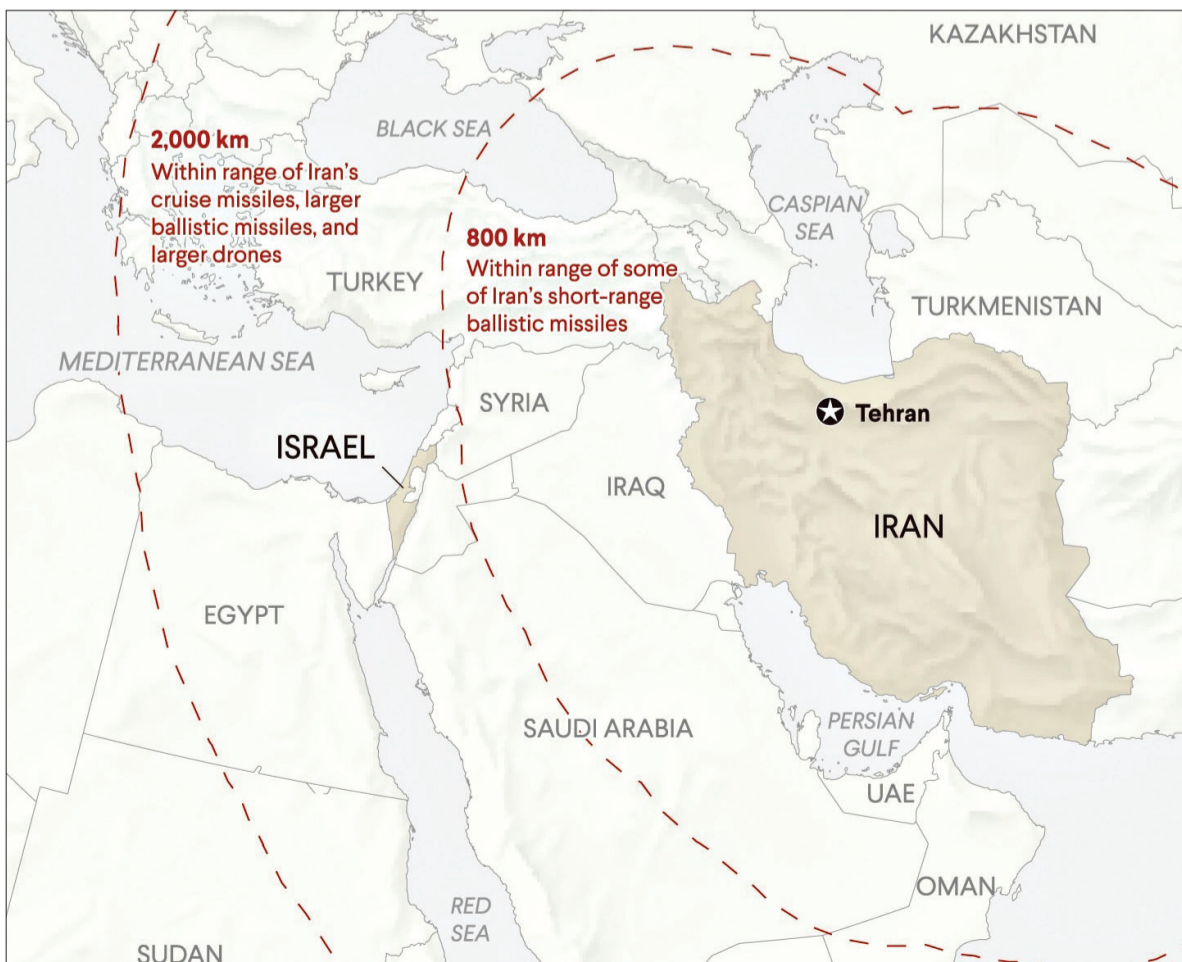 KAZAKHSTAN
BLACK SEA
2,000 km
Within range of Iran's
cruise missiles, larger
ballistic missiles, and
larger drones
CASPIAN
SEA
800 km
Within range of some
of Iran's short-range
ballistic missiles
TURKEY
TURKMENISTAN
MEDITERRANEAN SEA
SYRIA
Tehran
ISRAEL
IRAQ
IRAN
EGYPT
SAUDI ARABIA
PERSIAN
GULF
UAE
OMAN
RED
SEA
SUDAN